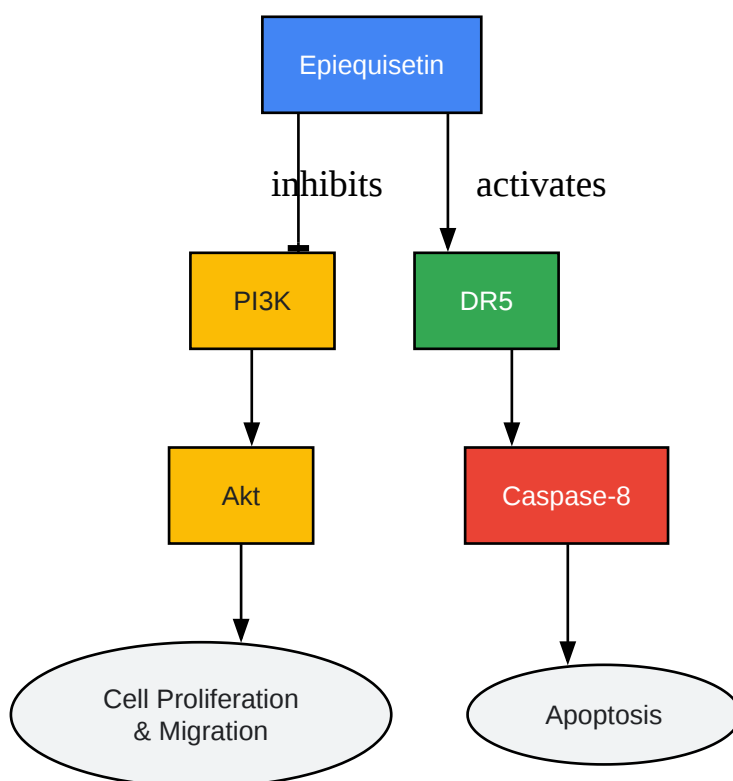 Epiequisetin
inhibits
activates
PI3K
DR5
Akt
Caspase-8
Cell Proliferation
& Migration
Apoptosis